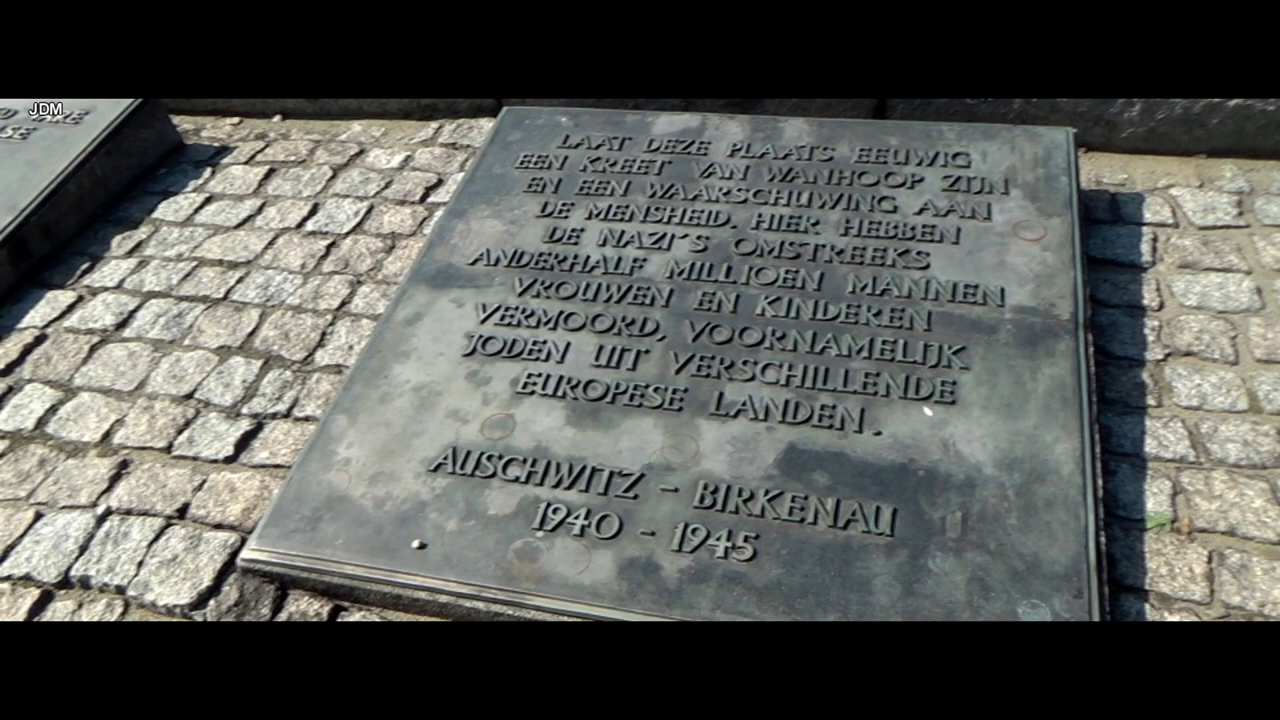 JDM
LAAT DEZE PLAATS EEUWIG
EEN KREET VAN WANHOOP ZIJN
EN EEN WAARSCHUWING AAN
DE MENSHEID. HIER HEBBEN
DE NAZI´S OMSTREEKS
ANDERHALF MILLIOEN MANNEN
VROUWEN EN KINDEREN
VERMOORD, VOORNAMELIJK
JODEN UIT VERSCHILLENDE
EUROPESE LANDEN.
AUSCHWITZ - BIRKENAU
1940 - 1945